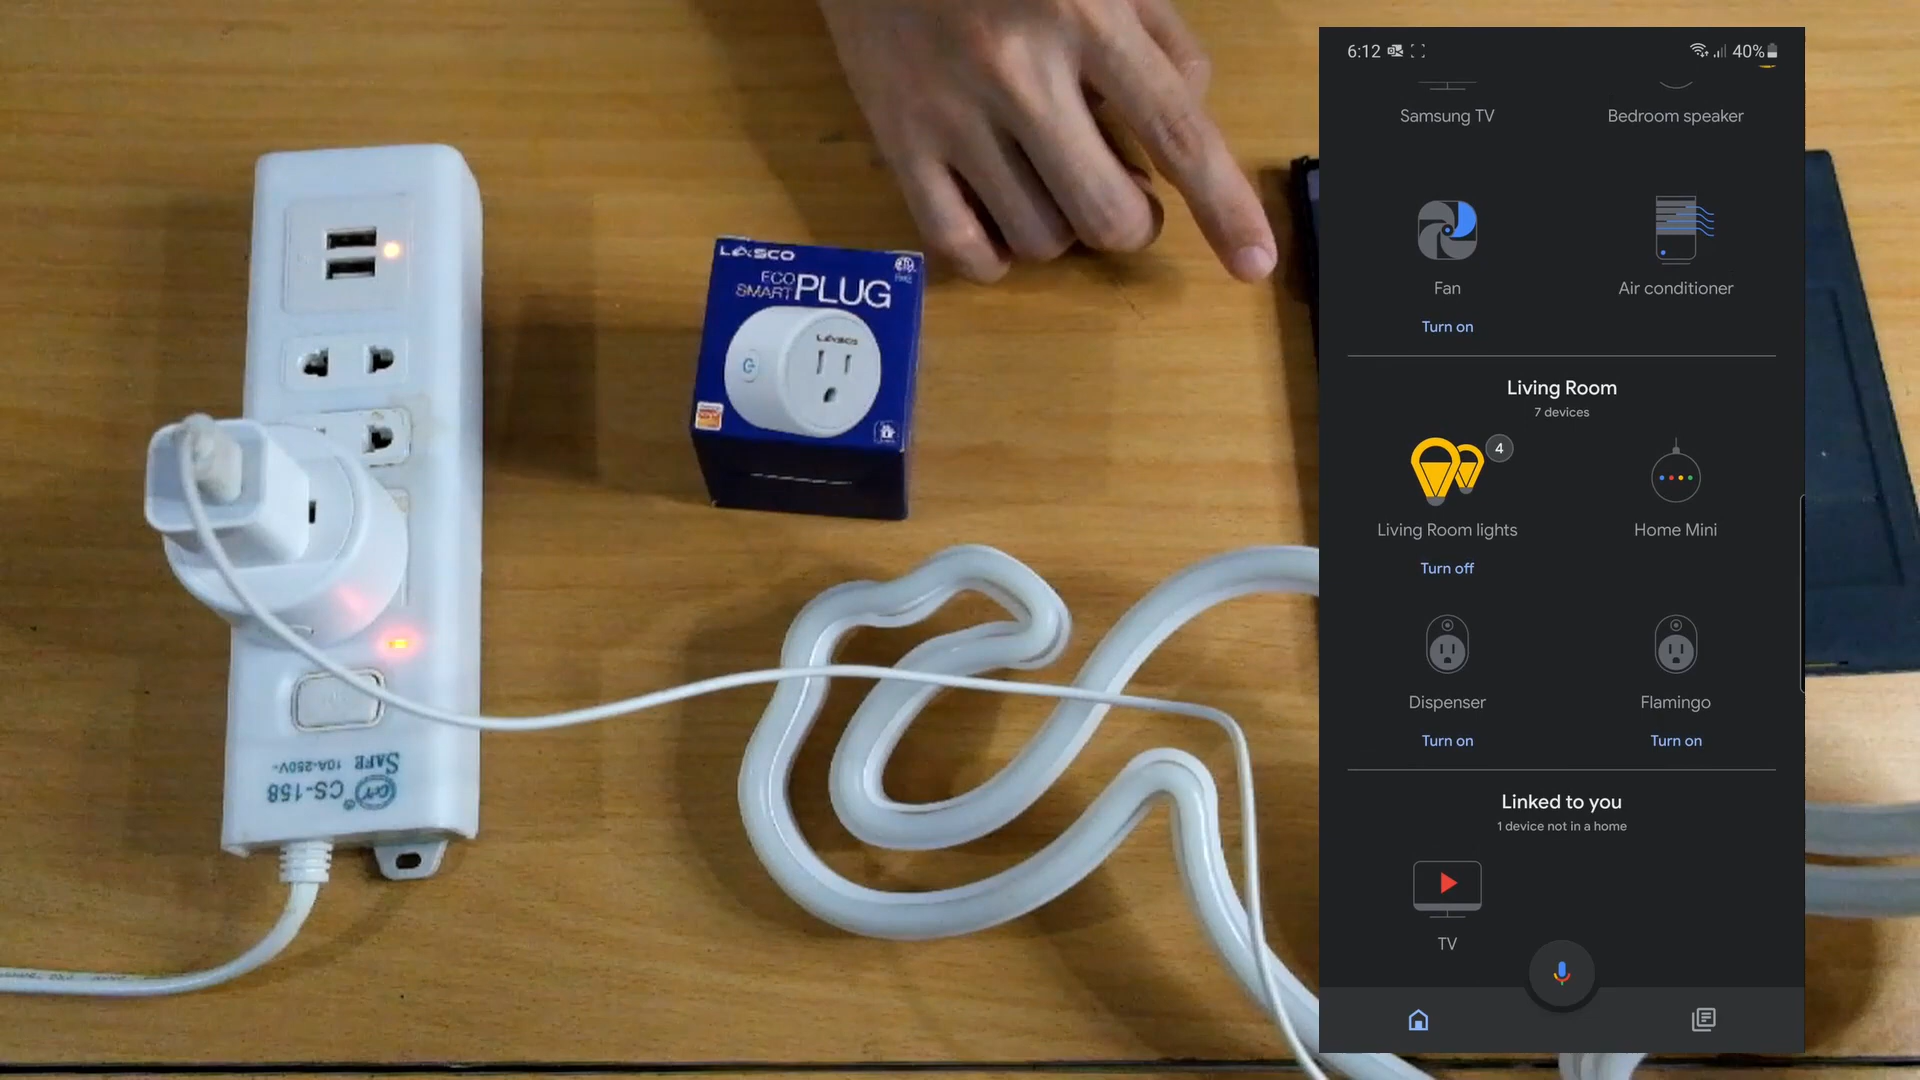 LASCO
ECO
SMART PLUG
LASCO
SAFE 10A-250V~
CS-158
6:12
40%
Samsung TV
Bedroom speaker
Fan
Air conditioner
Turn on
Living Room
7 devices
4
Living Room lights
Home Mini
Turn off
Dispenser
Flamingo
Turn on
Turn on
Linked to you
1 device not in a home
TV